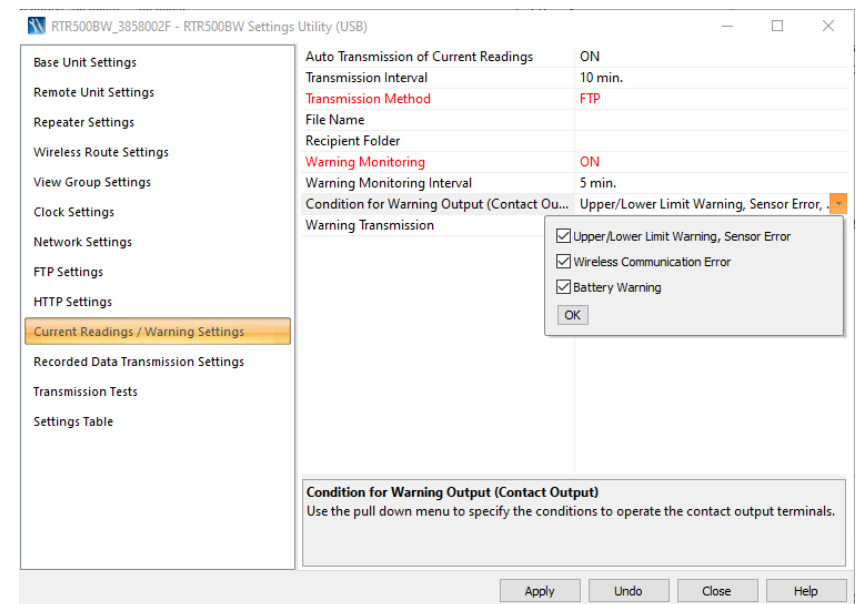 RTR500BW_3858002F - RTR500BW Settings Utility (USB)
Base Unit Settings
Remote Unit Settings
Repeater Settings
Wireless Route Settings
View Group Settings
Clock Settings
Network Settings
FTP Settings
HTTP Settings
Current Readings / Warning Settings
Recorded Data Transmission Settings
Transmission Tests
Settings Table
Auto Transmission of Current Readings ON
Transmission Interval 10 min.
Transmission Method FTP
File Name
Recipient Folder
Warning Monitoring ON
Warning Monitoring Interval 5 min.
Condition for Warning Output (Contact Ou... Upper/Lower Limit Warning, Sensor Error, .
Warning Transmission
Upper/Lower Limit Warning, Sensor Error
Wireless Communication Error
Battery Warning
OK
Condition for Warning Output (Contact Output)
Use the pull down menu to specify the conditions to operate the contact output terminals.
Apply Undo Close Help